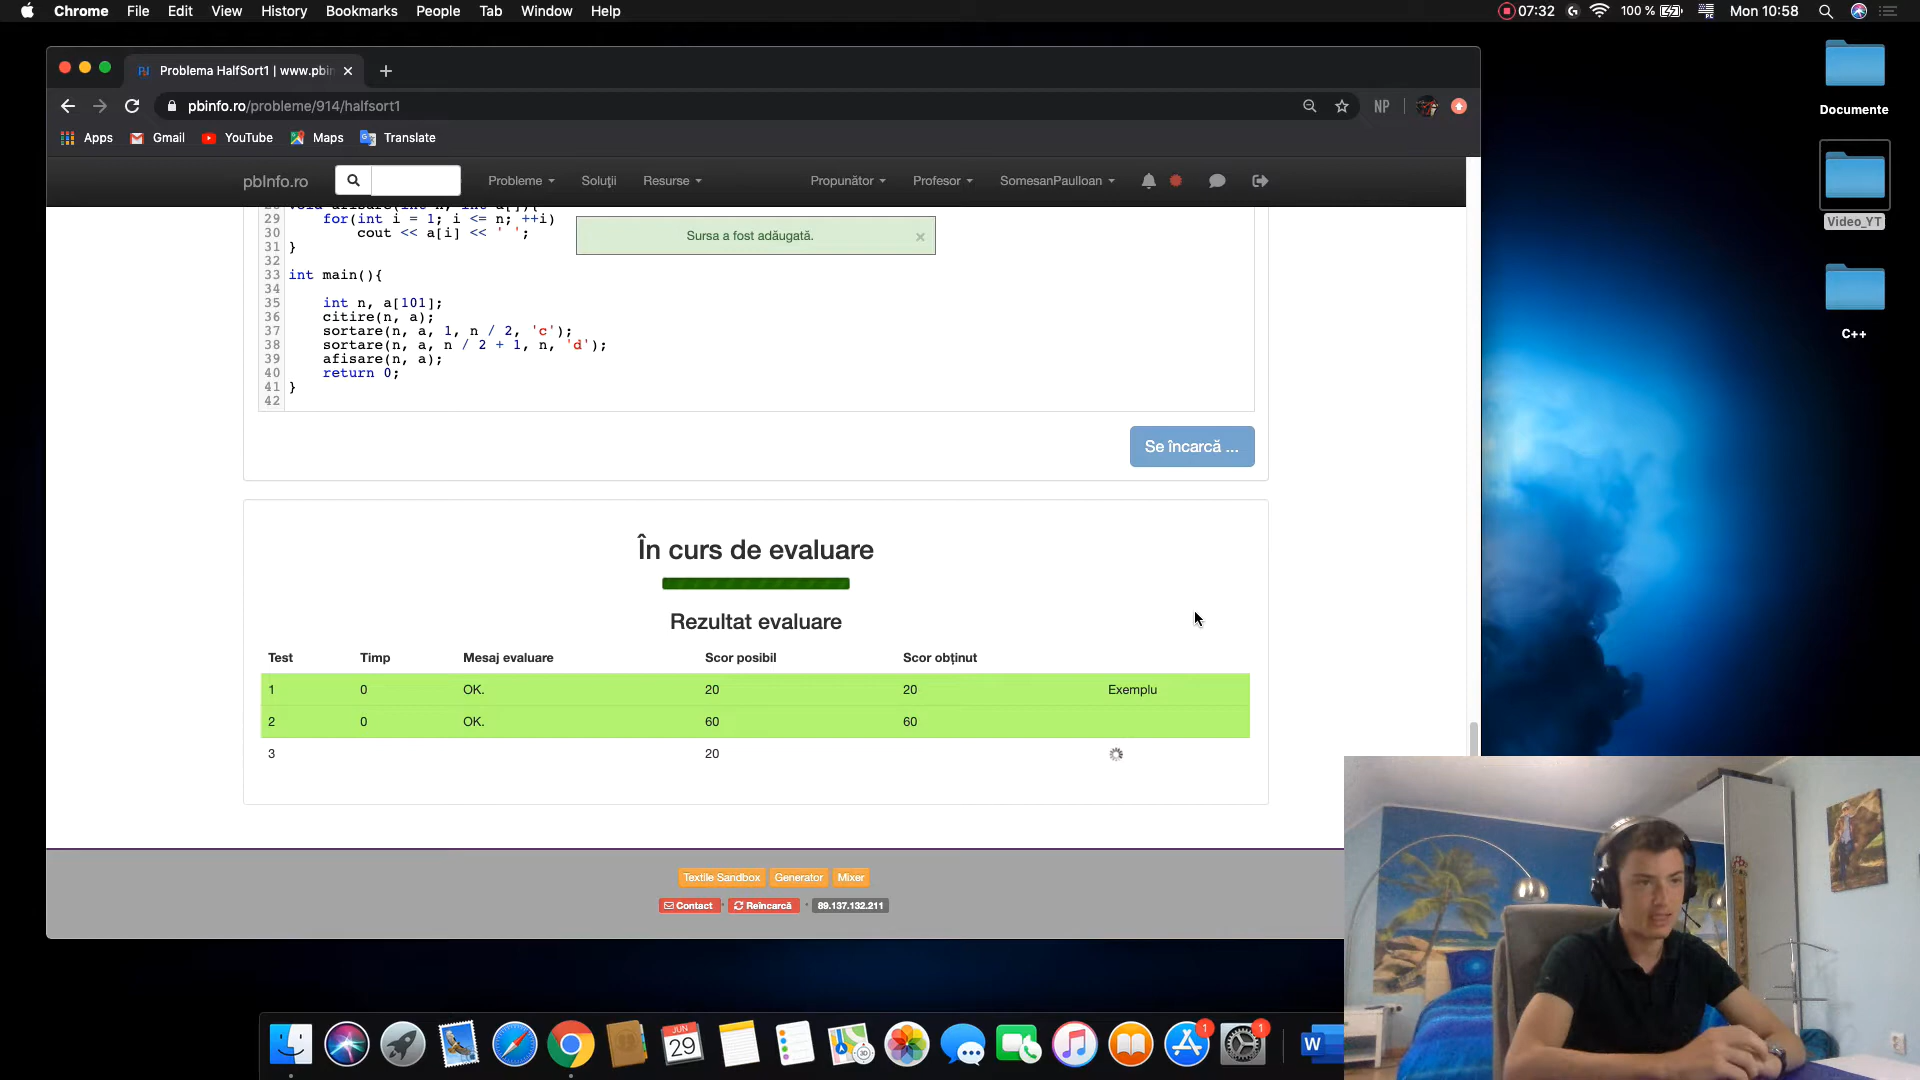 Chrome File Edit View History Bookmarks People Tab Window Help
07:32 100 % Mon 10:58
Problema HalfSort1 | www.pbin
pbinfo.ro/probleme/914/halfsort1
NP
Apps Gmail YouTube Maps Translate
pbInfo.ro Probleme Soluții Resurse Propunător Profesor SomesanPaulIoan
Sursa a fost adăugată. ×
29 for(int i = 1; i <= n; ++i)
30 cout << a[i] << ' ';
31 }
32
33 int main(){
34
35 int n, a[101];
36 citire(n, a);
37 sortare(n, a, 1, n / 2, 'c');
38 sortare(n, a, n / 2 + 1, n, 'd');
39 afisare(n, a);
40 return 0;
41 }
42
Se încarcă ...
În curs de evaluare
Rezultat evaluare
Test Timp Mesaj evaluare Scor posibil Scor obținut
1 0 OK. 20 20 Exemplu
2 0 OK. 60 60
3 20
Textile Sandbox Generator Mixer
Contact Reîncarcă 89.137.132.211
Documente
Video_YT
C++
JUN
29
3D
1
1
W